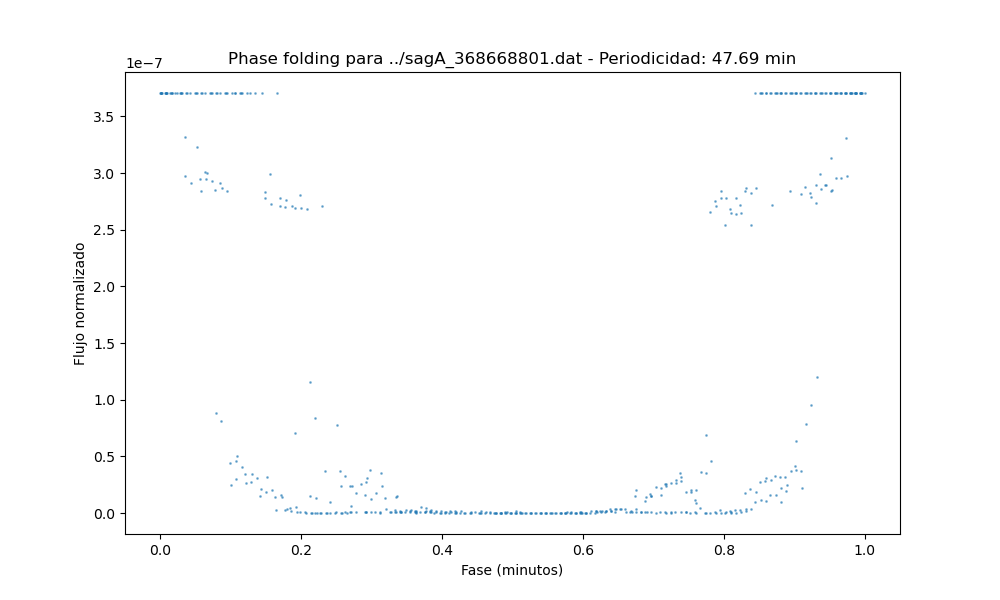 Phase folding para ../sagA_368668801.dat - Periodicidad: 47.69 min
1e−7
3.5
3.0
2.5
2.0
1.5
1.0
0.5
0.0
Flujo normalizado
0.0 0.2 0.4 0.6 0.8 1.0
Fase (minutos)